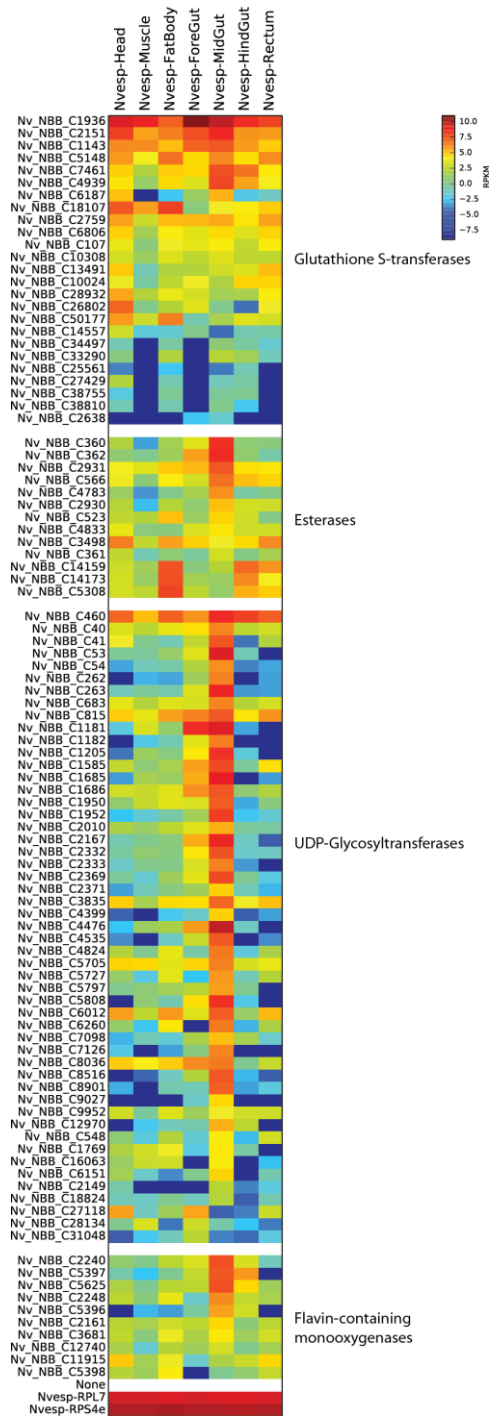 Nvesp-Head
Nvesp-Muscle
Nvesp-FatBody
Nvesp-ForeGut
Nvesp-MidGut
Nvesp-HindGut
Nvesp-Rectum
10.0
7.5
5.0
2.5
0.0
−2.5
−5.0
−7.5
RPKM
Nv_NBB_C1936
Nv_NBB_C2151
Nv_NBB_C1143
Nv_NBB_C5148
Nv_NBB_C7461
Nv_NBB_C4939
Nv_NBB_C6187
Nv_NBB_C18107
Nv_NBB_C2759
Nv_NBB_C6806
Nv_NBB_C107
Nv_NBB_C10308
Nv_NBB_C13491
Nv_NBB_C10024
Nv_NBB_C28932
Nv_NBB_C26802
Nv_NBB_C50177
Nv_NBB_C14557
Nv_NBB_C34497
Nv_NBB_C33290
Nv_NBB_C25561
Nv_NBB_C27429
Nv_NBB_C38755
Nv_NBB_C38810
Nv_NBB_C2638
Glutathione S-transferases
Nv_NBB_C360
Nv_NBB_C362
Nv_NBB_C2931
Nv_NBB_C566
Nv_NBB_C4783
Nv_NBB_C2930
Nv_NBB_C523
Nv_NBB_C4833
Nv_NBB_C3498
Nv_NBB_C361
Nv_NBB_C14159
Nv_NBB_C14173
Nv_NBB_C5308
Esterases
Nv_NBB_C460
Nv_NBB_C40
Nv_NBB_C41
Nv_NBB_C53
Nv_NBB_C54
Nv_NBB_C262
Nv_NBB_C263
Nv_NBB_C683
Nv_NBB_C815
Nv_NBB_C1181
Nv_NBB_C1182
Nv_NBB_C1205
Nv_NBB_C1585
Nv_NBB_C1685
Nv_NBB_C1686
Nv_NBB_C1950
Nv_NBB_C1952
Nv_NBB_C2010
Nv_NBB_C2167
Nv_NBB_C2332
Nv_NBB_C2333
Nv_NBB_C2369
Nv_NBB_C2371
Nv_NBB_C3835
Nv_NBB_C4399
Nv_NBB_C4476
Nv_NBB_C4535
Nv_NBB_C4824
Nv_NBB_C5705
Nv_NBB_C5727
Nv_NBB_C5797
Nv_NBB_C5808
Nv_NBB_C6012
Nv_NBB_C6260
Nv_NBB_C7098
Nv_NBB_C7126
Nv_NBB_C8036
Nv_NBB_C8516
Nv_NBB_C8901
Nv_NBB_C9027
Nv_NBB_C9952
Nv_NBB_C12970
Nv_NBB_C548
Nv_NBB_C1769
Nv_NBB_C16063
Nv_NBB_C6151
Nv_NBB_C2149
Nv_NBB_C18824
Nv_NBB_C27118
Nv_NBB_C28134
Nv_NBB_C31048
UDP-Glycosyltransferases
Nv_NBB_C2240
Nv_NBB_C5397
Nv_NBB_C5625
Nv_NBB_C2248
Nv_NBB_C5396
Nv_NBB_C2161
Nv_NBB_C3681
Nv_NBB_C12740
Nv_NBB_C11915
Nv_NBB_C5398
Flavin-containing
monooxygenases
None
Nvesp-RPL7
Nvesp-RPS4e